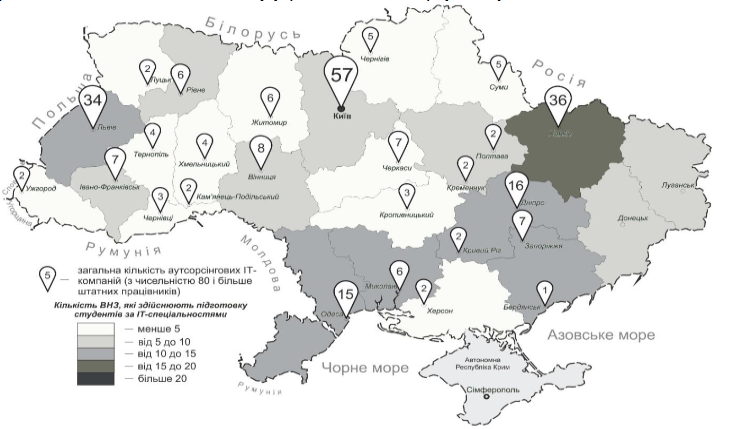 Білорусь
5
Чернігів
Росія
5
Суми
2
Луцьк
6
Рівне
57
Київ
6
Житомир
Польща
34
Львів
36
4
Тернопіль
4
Хмельницький
8
Вінниця
7
Черкаси
2
Полтава
2
Кременчук
7
Івано-Франківськ
2
Ужгород
3
Чернівці
2
Кам'янець-Подільський
3
Кропивницький
16
Дніпро
7
Запоріжжя
2
Кривий Ріг
Луганськ
Донецьк
Румунія
Молдова
15
Одеса
6
Миколаїв
2
Херсон
1
Бердянськ
5
— загальна кількість аутсорсінгових ІТ-
компаній (з чисельністю 80 і більше
штатних працівників)
Кількість ВНЗ, які здійснюють підготовку
студентів за ІТ-спеціальностями
— менше 5
— від 5 до 10
— від 10 до 15
— від 15 до 20
— більше 20
Румунія
Чорне море
Азовське море
Автономна
Республіка Крим
Сімферополь